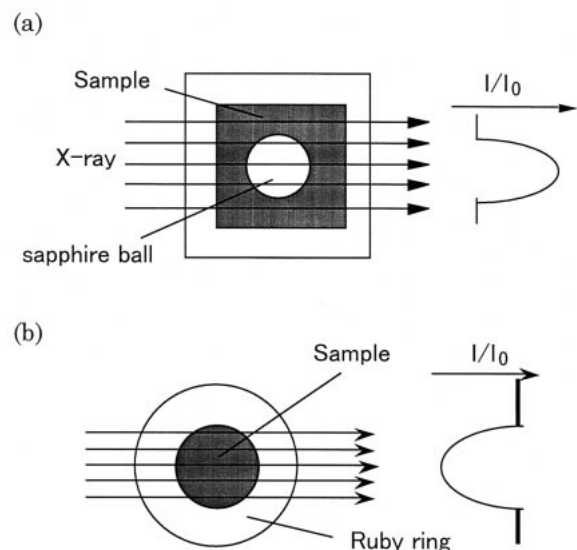 (a)
Sample
I/I₀
X-ray
sapphire ball
(b)
Sample
I/I₀
Ruby ring